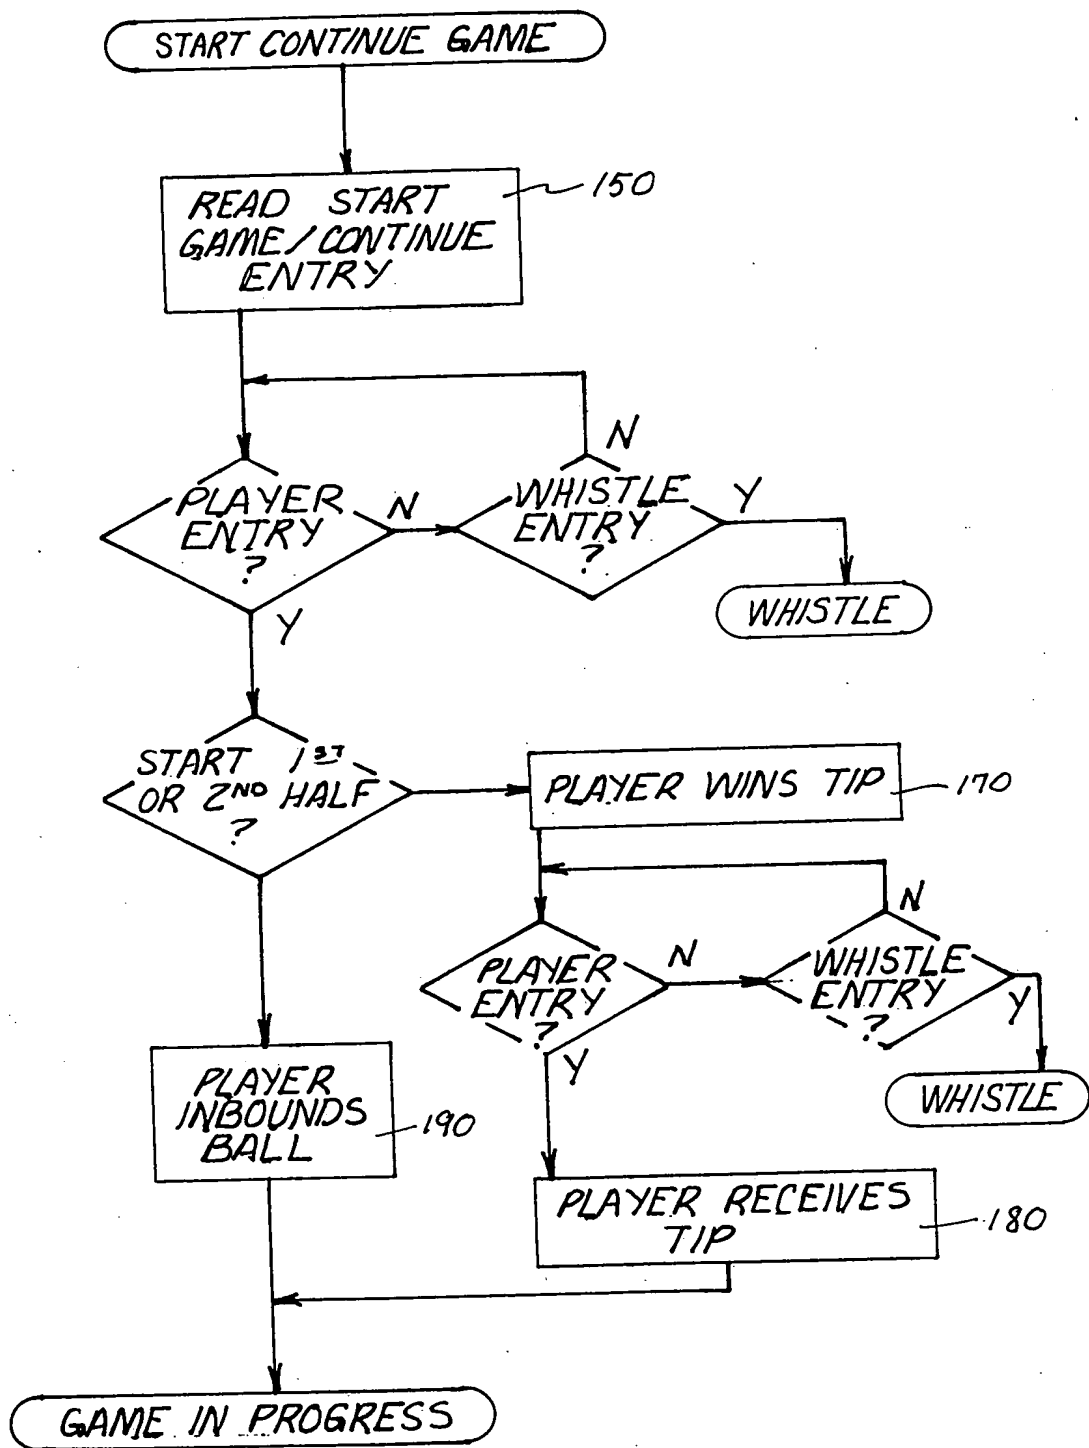 START CONTINUE GAME
READ START
GAME/CONTINUE
ENTRY
150
N
PLAYER
ENTRY
?
N
WHISTLE
ENTRY
?
Y
WHISTLE
Y
START 1ST
OR 2ND HALF
?
PLAYER WINS TIP
170
N
PLAYER
ENTRY
?
N
WHISTLE
ENTRY
?
Y
WHISTLE
Y
PLAYER
INBOUNDS
BALL
190
PLAYER RECEIVES
TIP
180
GAME IN PROGRESS